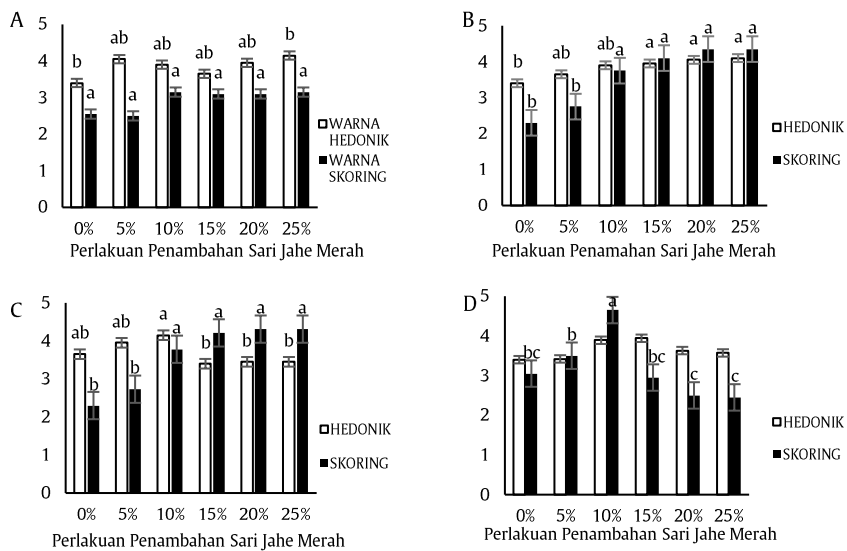 A
5
4
3
2
1
0
b
a
ab
a
ab
a
ab
a
ab
a
b
a
WARNA
HEDONIK
WARNA
SKORING
0% 5% 10% 15% 20% 25%
Perlakuan Penambahan Sari Jahe Merah
B
5
4
3
2
1
0
b
b
ab
b
ab a
a a
a a
a a
HEDONIK
SKORING
0% 5% 10% 15% 20% 25%
Perlakuan Penamahan Sari Jahe Merah
C
5
4
3
2
1
0
ab
b
ab
b
a a
b
a
b
a
b
a
HEDONIK
SKORING
0% 5% 10% 15% 20% 25%
Perlakuan Penambahan Sari Jahe Merah
D
5
4
3
2
1
0
bc
b
a
bc
c
c
HEDONIK
SKORING
0% 5% 10% 15% 20% 25%
Perlakuan Penambahan Sari Jahe Merah